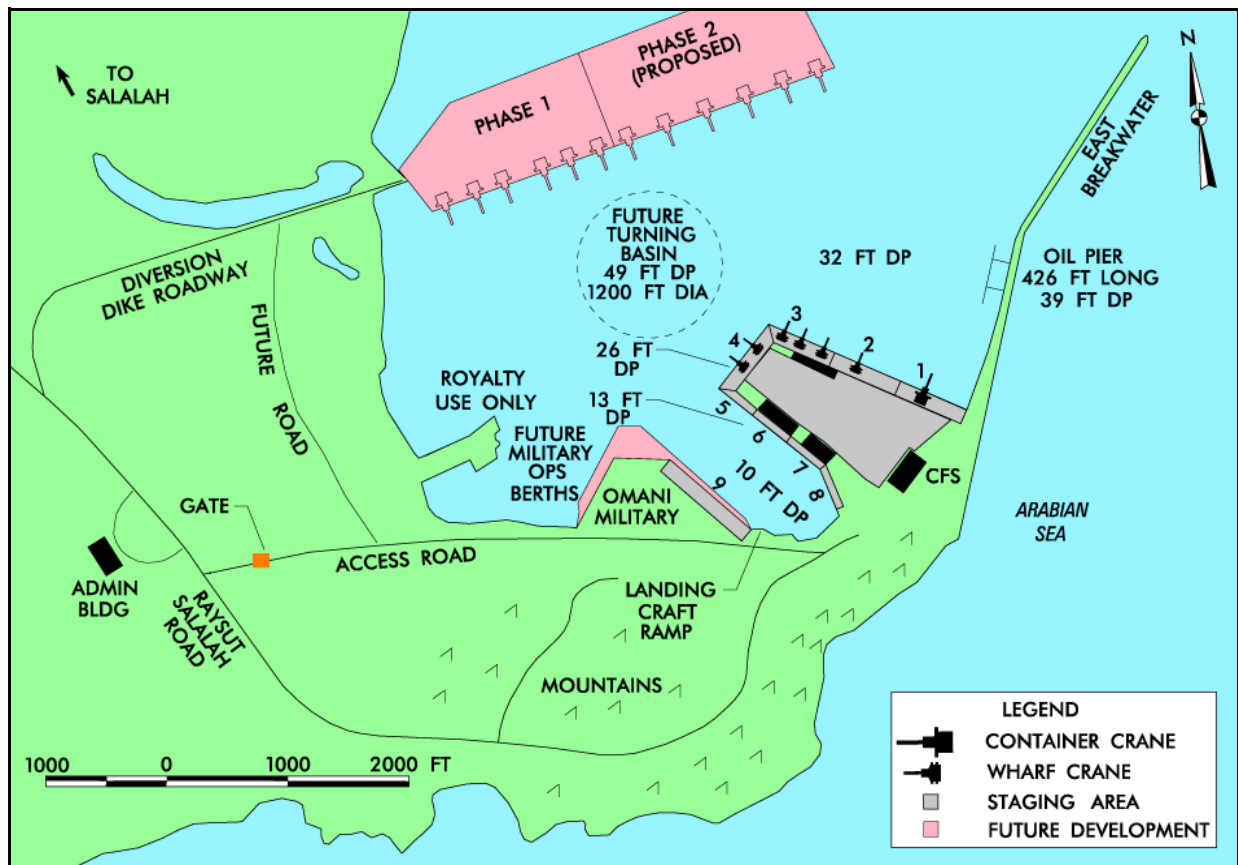 TO
SALALAH
PHASE 1
PHASE 2
(PROPOSED)
N
EAST
BREAKWATER
FUTURE
TURNING
BASIN
49 FT DP
1200 FT DIA
32 FT DP
OIL PIER
426 FT LONG
39 FT DP
DIVERSION
DIKE ROADWAY
FUTURE
ROAD
3
4
2
1
26 FT
DP
ROYALTY
USE ONLY
13 FT
DP
5
6
7
8
FUTURE
MILITARY
OPS
BERTHS
10 FT DP
9
OMANI
MILITARY
CFS
ARABIAN
SEA
GATE
ACCESS ROAD
ADMIN
BLDG
RAYSUT
SALALAH
ROAD
LANDING
CRAFT
RAMP
MOUNTAINS
1000 0 1000 2000 FT
LEGEND
CONTAINER CRANE
WHARF CRANE
STAGING AREA
FUTURE DEVELOPMENT